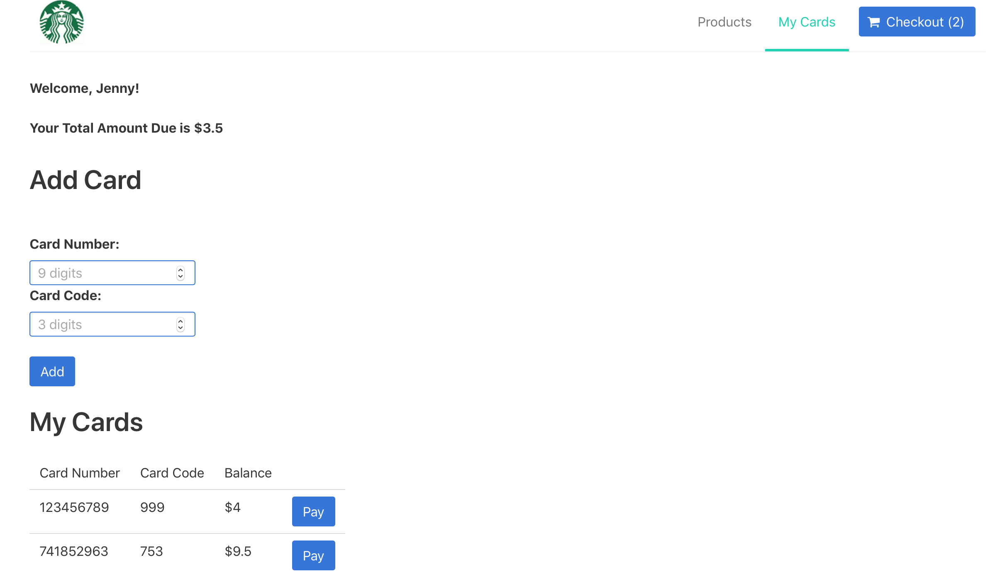 Products My Cards Checkout (2)
Welcome, Jenny!
Your Total Amount Due is $3.5
Add Card
Card Number:
9 digits
Card Code:
3 digits
Add
My Cards
Card Number Card Code Balance
123456789 999 $4 Pay
741852963 753 $9.5 Pay